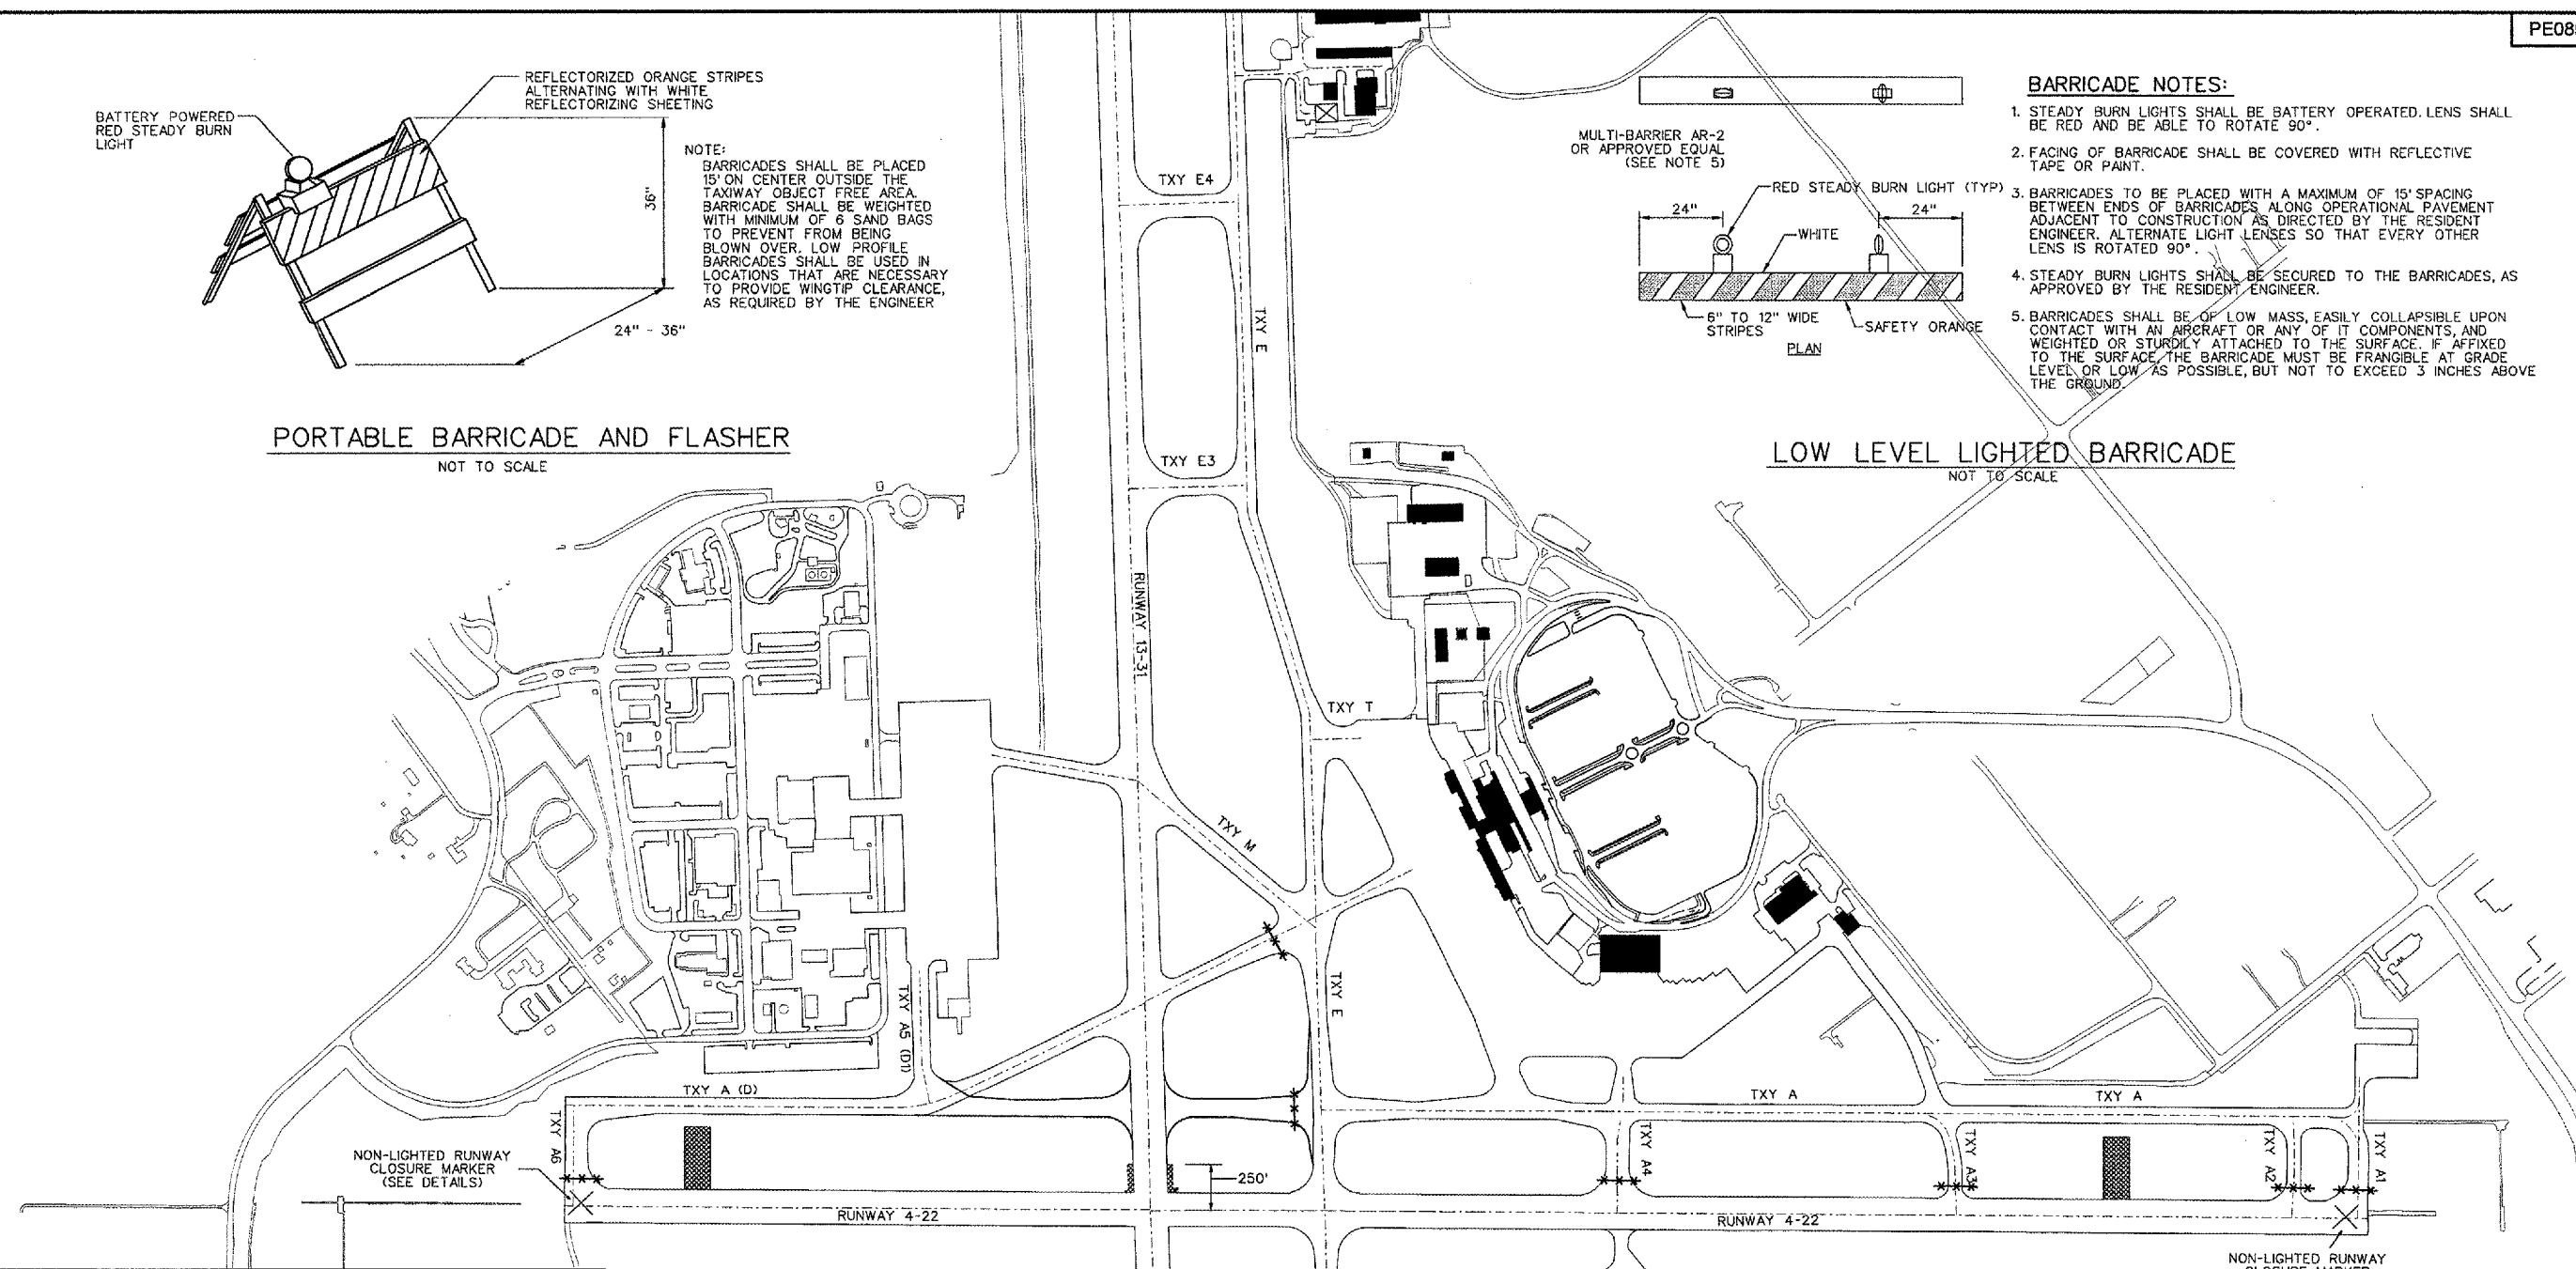 PE08
BATTERY POWERED
RED STEADY BURN
LIGHT
REFLECTORIZED ORANGE STRIPES
ALTERNATING WITH WHITE
REFLECTORIZING SHEETING
36"
24" - 36"
NOTE:
BARRICADES SHALL BE PLACED
15' ON CENTER OUTSIDE THE
TAXIWAY OBJECT FREE AREA.
BARRICADE SHALL BE WEIGHTED
WITH MINIMUM OF 6 SAND BAGS
TO PREVENT FROM BEING
BLOWN OVER. LOW PROFILE
BARRICADES SHALL BE USED IN
LOCATIONS THAT ARE NECESSARY
TO PROVIDE WINGTIP CLEARANCE,
AS REQUIRED BY THE ENGINEER
PORTABLE BARRICADE AND FLASHER
NOT TO SCALE
MULTI-BARRIER AR-2
OR APPROVED EQUAL
(SEE NOTE 5)
RED STEADY BURN LIGHT (TYP)
24"
24"
WHITE
6" TO 12" WIDE
STRIPES
SAFETY ORANGE
PLAN
BARRICADE NOTES:
1. STEADY BURN LIGHTS SHALL BE BATTERY OPERATED. LENS SHALL
BE RED AND BE ABLE TO ROTATE 90°.
2. FACING OF BARRICADE SHALL BE COVERED WITH REFLECTIVE
TAPE OR PAINT.
3. BARRICADES TO BE PLACED WITH A MAXIMUM OF 15' SPACING
BETWEEN ENDS OF BARRICADES ALONG OPERATIONAL PAVEMENT
ADJACENT TO CONSTRUCTION AS DIRECTED BY THE RESIDENT
ENGINEER. ALTERNATE LIGHT LENSES SO THAT EVERY OTHER
LENS IS ROTATED 90°.
4. STEADY BURN LIGHTS SHALL BE SECURED TO THE BARRICADES, AS
APPROVED BY THE RESIDENT ENGINEER.
5. BARRICADES SHALL BE OF LOW MASS, EASILY COLLAPSIBLE UPON
CONTACT WITH AN AIRCRAFT OR ANY OF IT COMPONENTS, AND
WEIGHTED OR STURDILY ATTACHED TO THE SURFACE. IF AFFIXED
TO THE SURFACE, THE BARRICADE MUST BE FRANGIBLE AT GRADE
LEVEL OR LOW AS POSSIBLE, BUT NOT TO EXCEED 3 INCHES ABOVE
THE GROUND.
LOW LEVEL LIGHTED BARRICADE
NOT TO SCALE
TXY E4
TXY E
TXY E3
RUNWAY 13-31
TXY T
TXY M
TXY E
TXY A5 (D1)
TXY A (D)
TXY A
TXY A
TXY A6
TXY A4
TXY A3
TXY A2
TXY A1
NON-LIGHTED RUNWAY
CLOSURE MARKER
(SEE DETAILS)
250'
RUNWAY 4-22
RUNWAY 4-22
NON-LIGHTED RUNWAY
CLOSURE MARKER